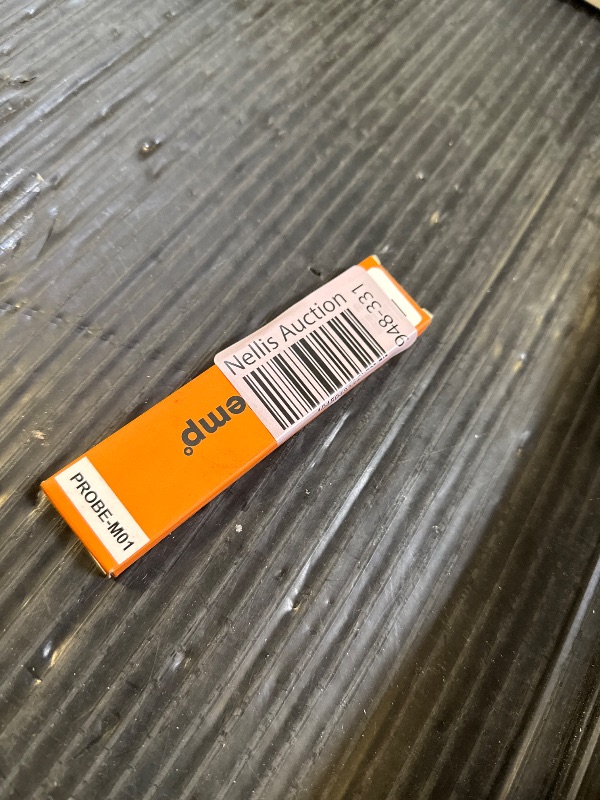 Nellis Auction
948-331
emp°
PROBE-M01